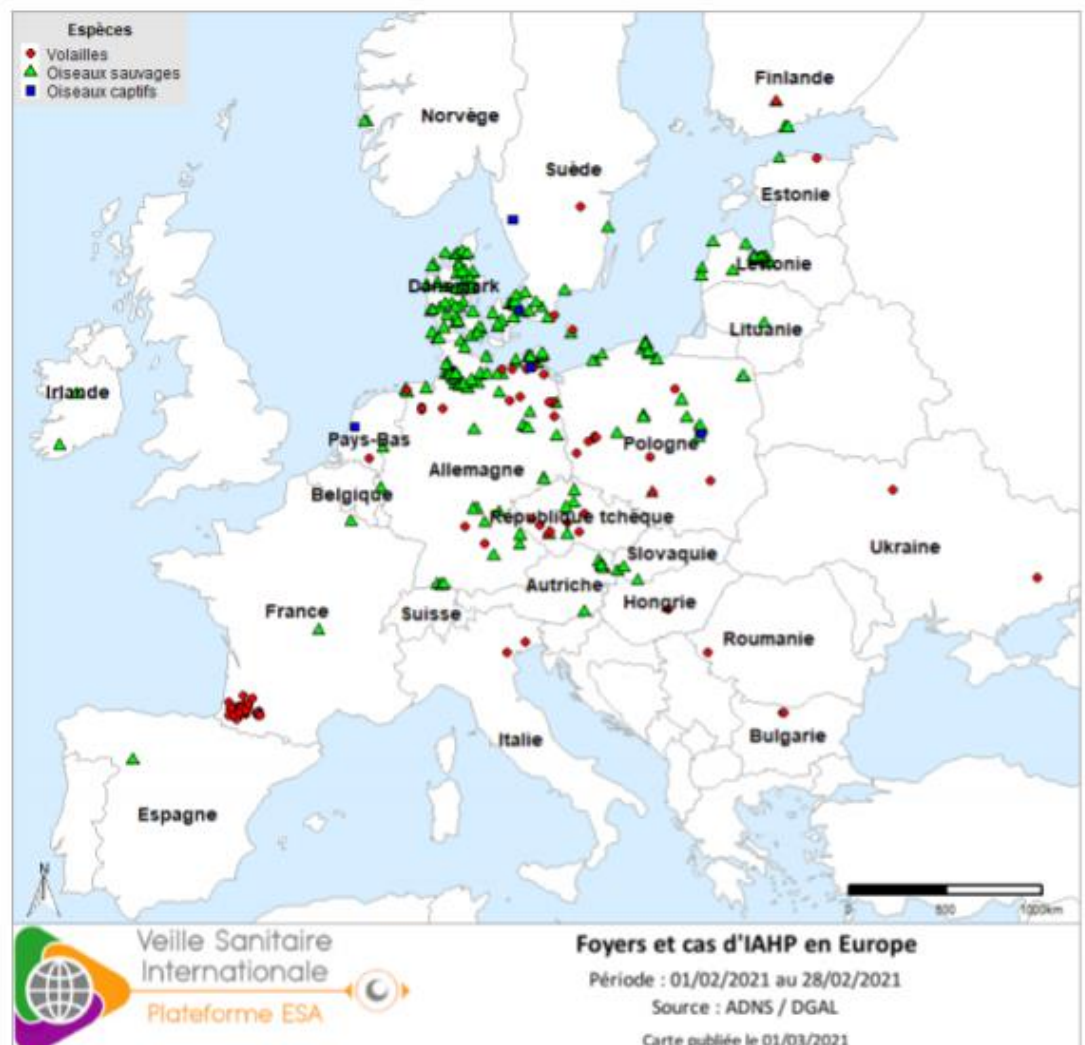 Espèces
Volailles
Oiseaux sauvages
Oiseaux captifs
Finlande
Norvège
Suède
Estonie
Lettonie
Danemark
Lituanie
Irlande
Pays-Bas
Pologne
Allemagne
Belgique
République tchèque
Ukraine
Slovaquie
Autriche
Hongrie
France
Suisse
Roumanie
Italie
Bulgarie
Espagne
N
0 500 1000km
Veille Sanitaire
Internationale
Plateforme ESA
Foyers et cas d'IAHP en Europe
Période : 01/02/2021 au 28/02/2021
Source : ADNS / DGAL
Carte publiée le 01/03/2021